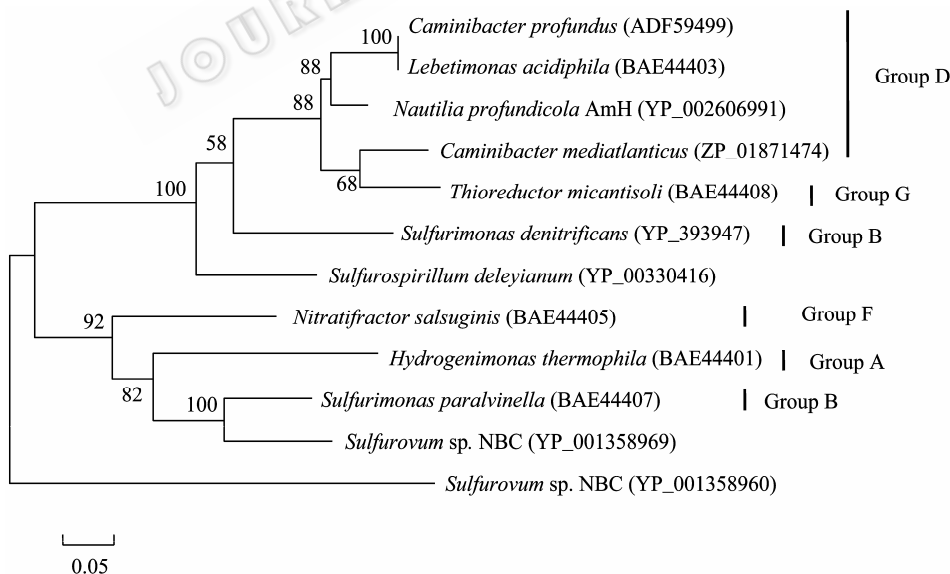 JOUR
Caminibacter profundus (ADF59499)
100
Lebetimonas acidiphila (BAE44403)
88
Group D
88
Nautilia profundicola AmH (YP_002606991)
58
Caminibacter mediatlanticus (ZP_01871474)
68
100
Thioreductor micantisoli (BAE44408)
Group G
Sulfurimonas denitrificans (YP_393947)
Group B
Sulfurospirillum deleyianum (YP_00330416)
92
Nitratifractor salsuginis (BAE44405)
Group F
Hydrogenimonas thermophila (BAE44401)
Group A
82
100
Sulfurimonas paralvinella (BAE44407)
Group B
Sulfurovum sp. NBC (YP_001358969)
Sulfurovum sp. NBC (YP_001358960)
0.05